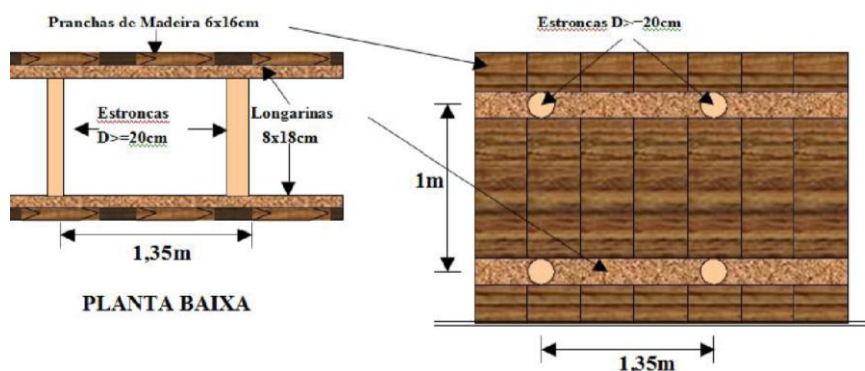 Pranchas de Madeira 6x16cm
Estroncas D>=20cm
Estroncas
D>=20cm
Longarinas
8x18cm
1m
1,35m
PLANTA BAIXA
1,35m